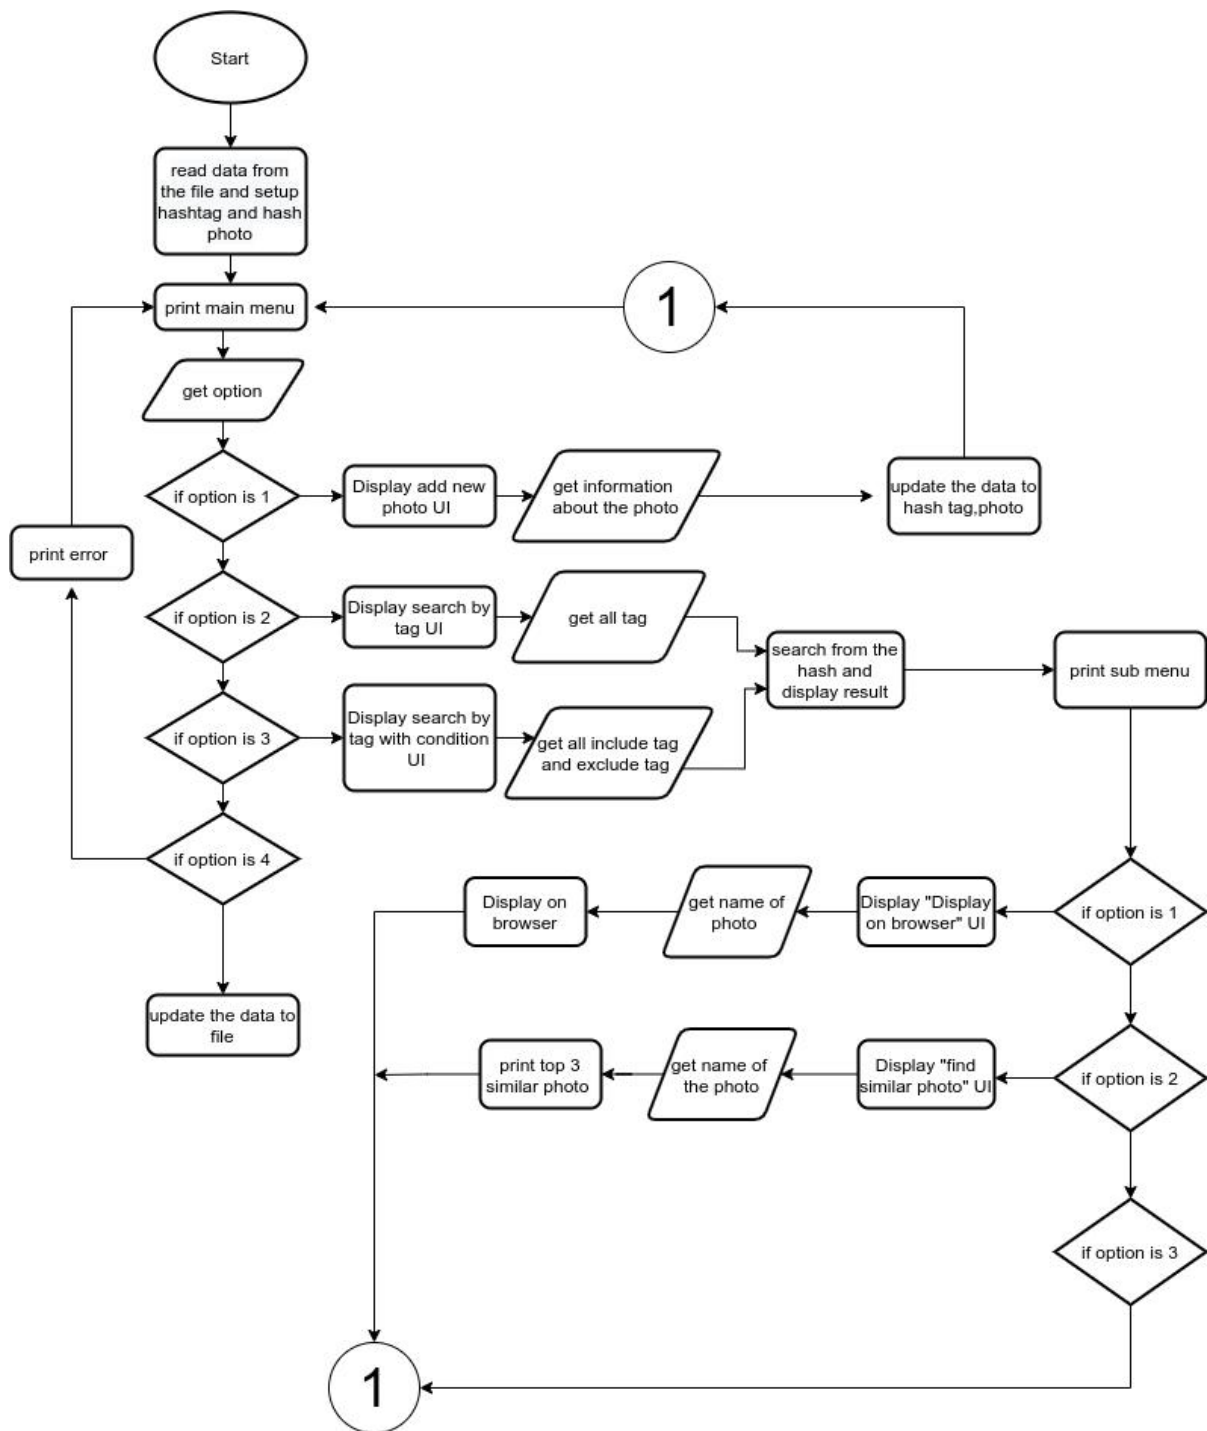 Start
read data from
the file and setup
hashtag and hash
photo
print main menu
1
get option
if option is 1
Display add new
photo UI
get information
about the photo
update the data to
hash tag,photo
print error
if option is 2
Display search by
tag UI
get all tag
search from the
hash and
display result
print sub menu
if option is 3
Display search by
tag with condition
UI
get all include tag
and exclude tag
if option is 4
Display on
browser
get name of
photo
Display "Display
on browser" UI
if option is 1
update the data to
file
print top 3
similar photo
get name of
the photo
Display "find
similar photo" UI
if option is 2
if option is 3
1